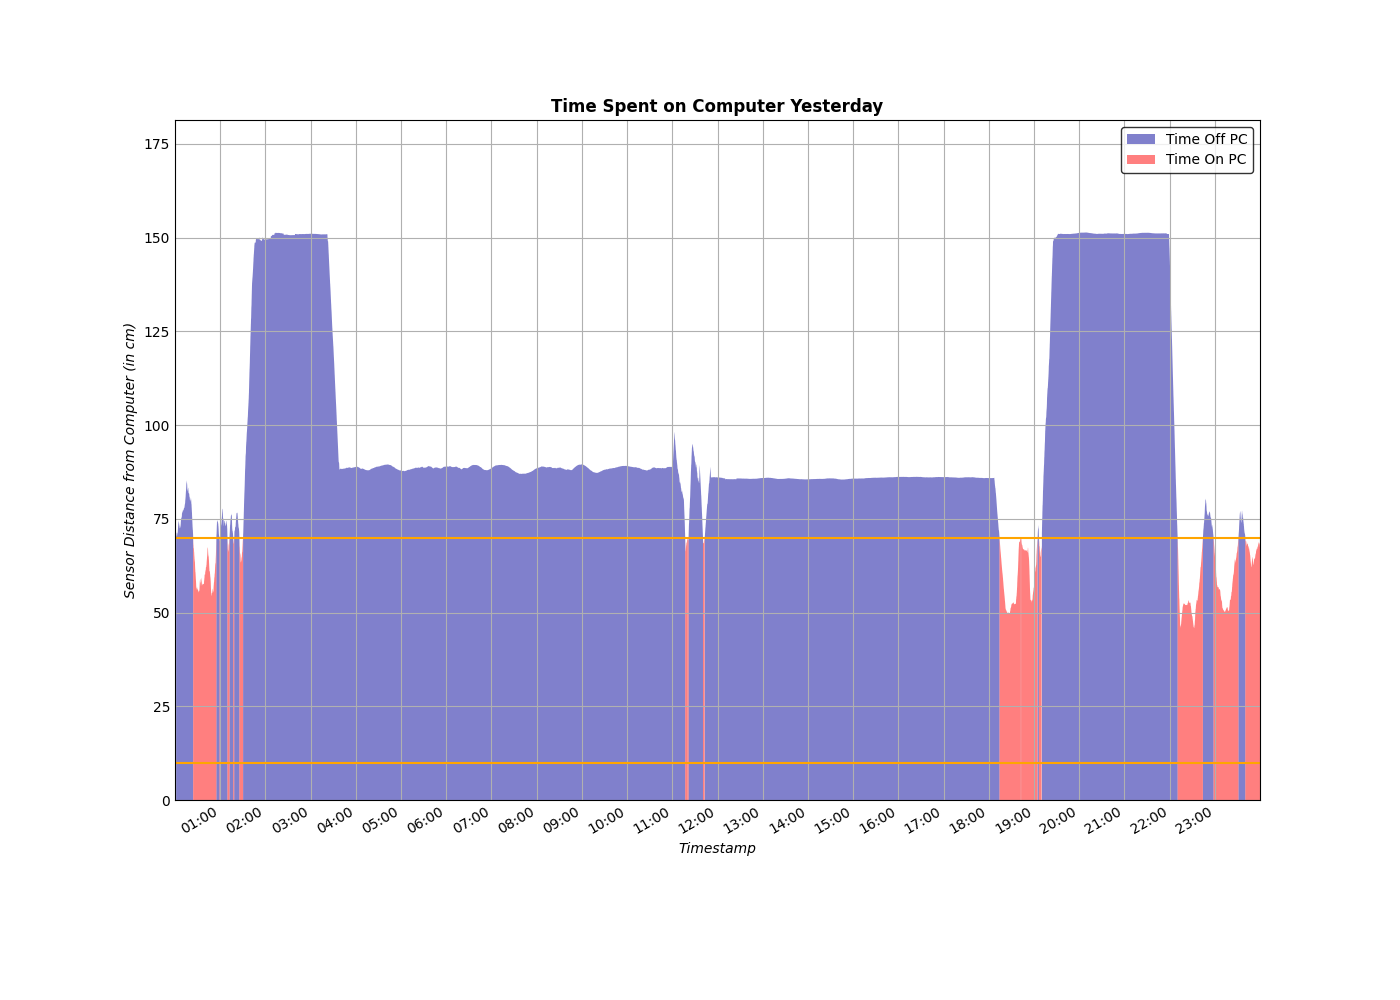 Time Spent on Computer Yesterday
Time Off PC
Time On PC
175
150
125
100
75
50
25
0
Sensor Distance from Computer (in cm)
01:00 02:00 03:00 04:00 05:00 06:00 07:00 08:00 09:00 10:00 11:00 12:00 13:00 14:00 15:00 16:00 17:00 18:00 19:00 20:00 21:00 22:00 23:00
Timestamp